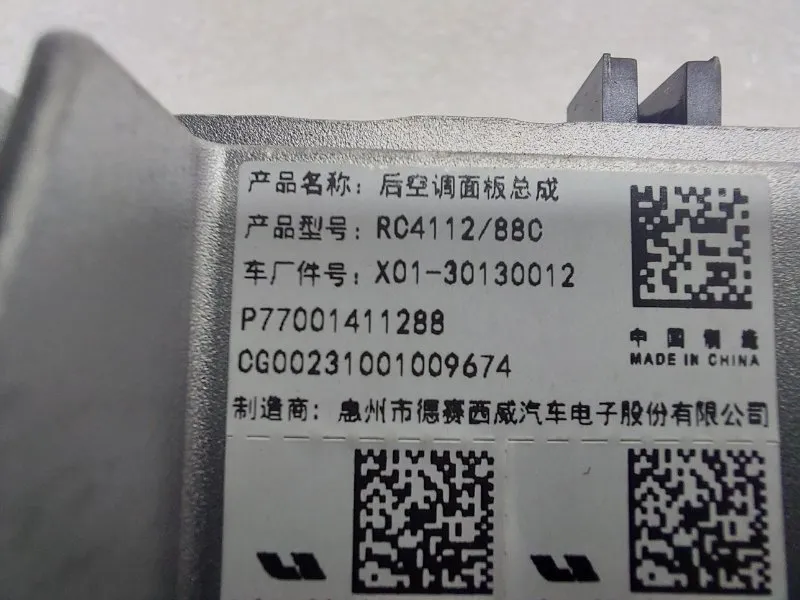 产品名称：后空调面板总成
产品型号：RC4112/88C
车厂件号：X01-30130012
P77001411288
CG00231001009674
中国制造
MADE IN CHINA
制造商：惠州市德赛西威汽车电子股份有限公司